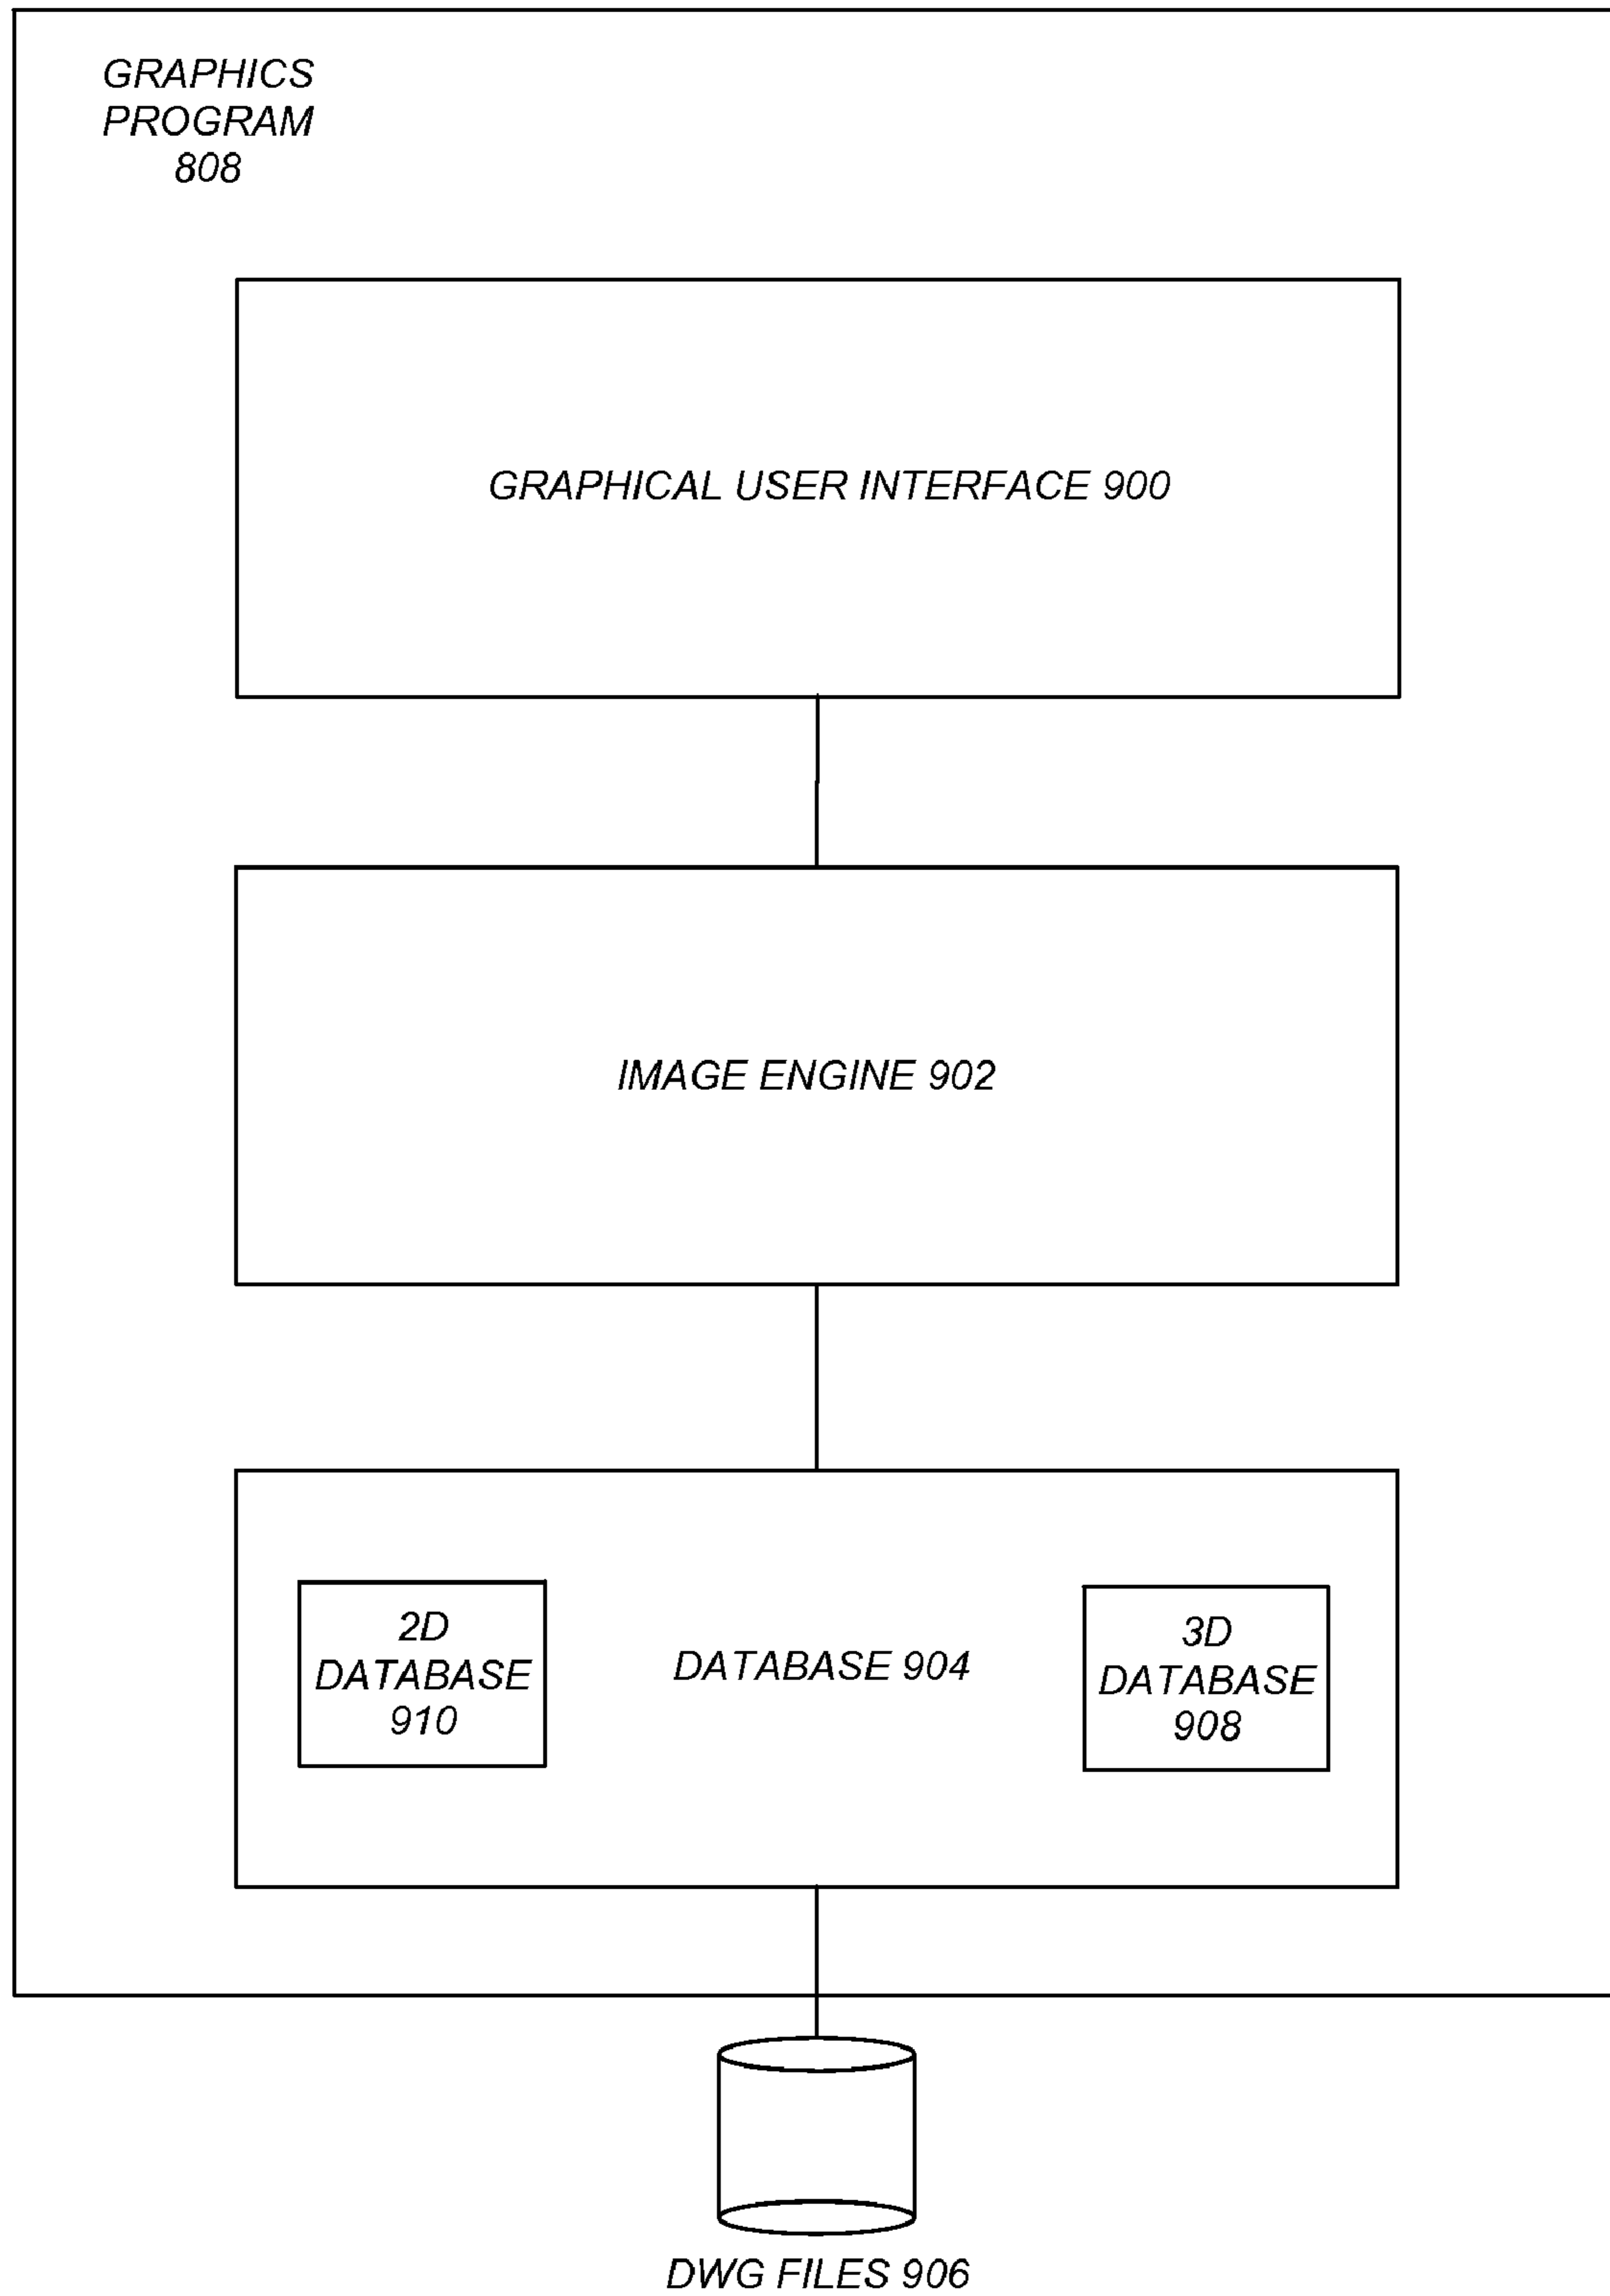 GRAPHICS
PROGRAM
808
GRAPHICAL USER INTERFACE 900
IMAGE ENGINE 902
2D
DATABASE
910
DATABASE 904
3D
DATABASE
908
DWG FILES 906